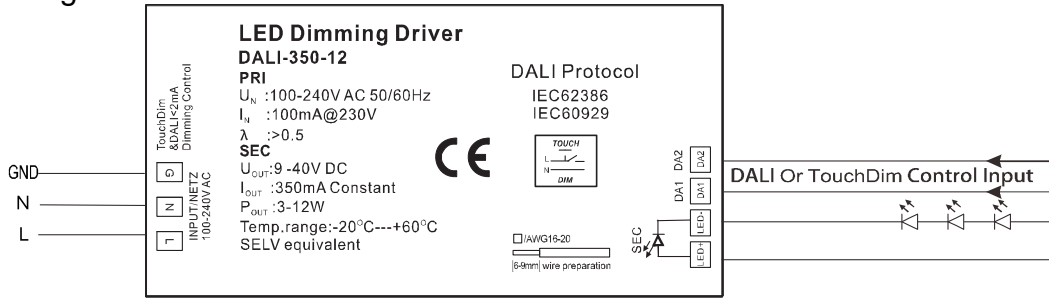 LED Dimming Driver
DALI-350-12
PRI
UN :100-240V AC 50/60Hz
IN :100mA@230V
λ :>0.5
SEC
UOUT:9-40V DC
IOUT :350mA Constant
POUT :3-12W
Temp.range:-20°C---+60°C
SELV equivalent
TouchDim
&DALI<2mA
Dimming Control
GND
N
L
G
N
L
INPUT/NETZ
100-240V AC
CE
DALI Protocol
IEC62386
IEC60929
TOUCH
L
N
DIM
/AWG16-20
6-9mm wire preparation
SEC
DA2
DA1
DA2
DA1
LED-
LED+
DALI Or TouchDim Control Input